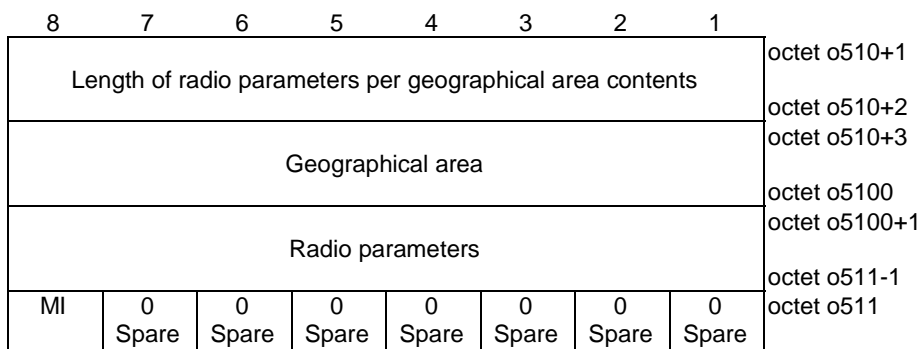 8 7 6 5 4 3 2 1
octet o510+1
Length of radio parameters per geographical area contents
octet o510+2
octet o510+3
Geographical area
octet o5100
octet o5100+1
Radio parameters
octet o511-1
MI 0 0 0 0 0 0 0 octet o511
Spare Spare Spare Spare Spare Spare Spare